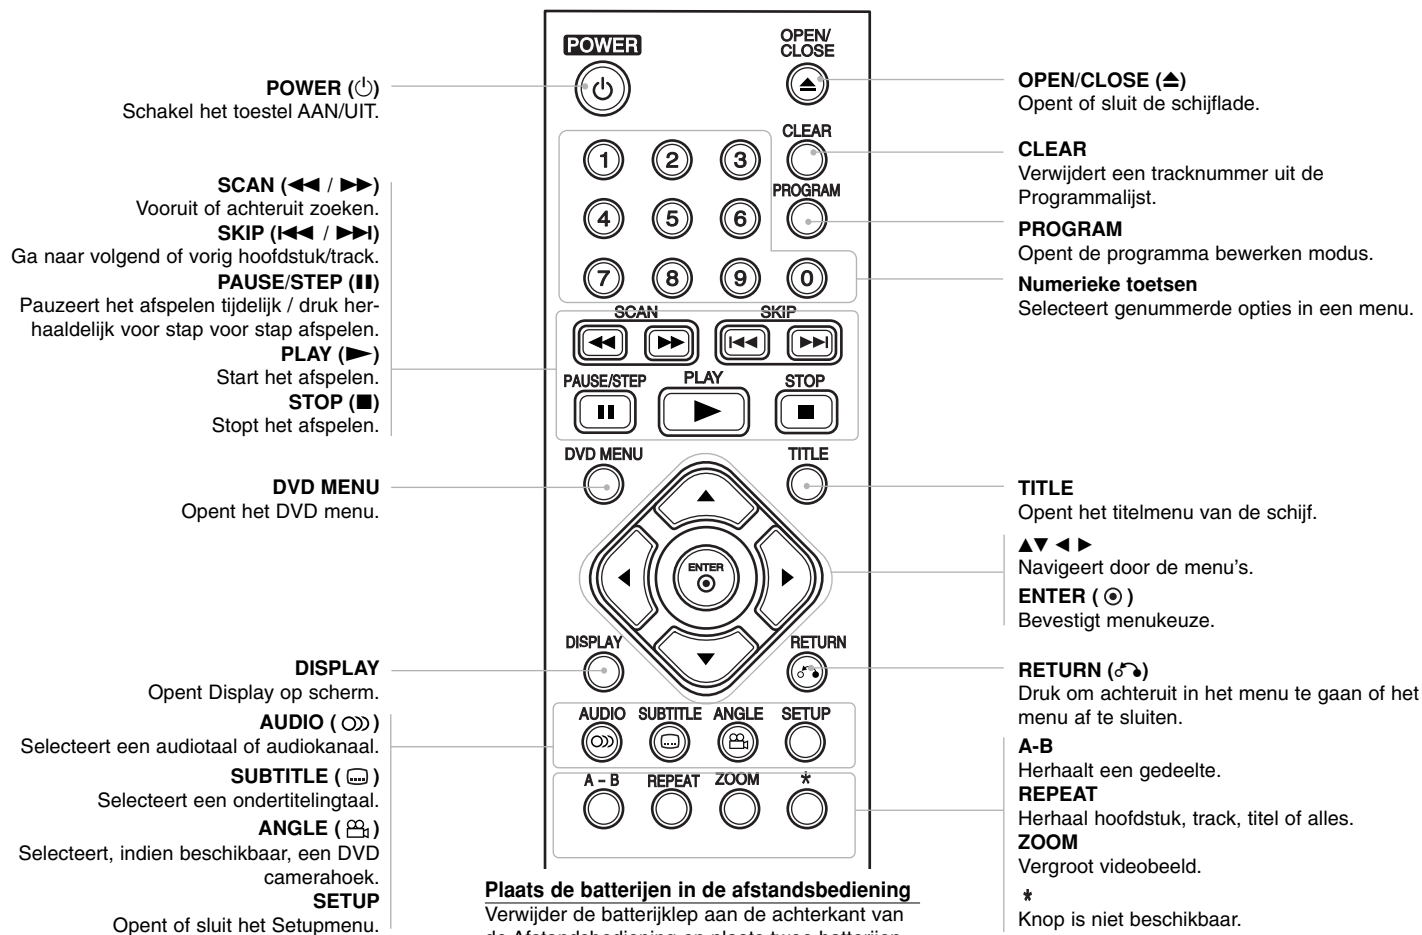 POWER (⏻)
Schakel het toestel AAN/UIT.
SCAN (◀◀ / ▶▶)
Vooruit of achteruit zoeken.
SKIP (I◀◀ / ▶▶I)
Ga naar volgend of vorig hoofdstuk/track.
PAUSE/STEP (II)
Pauzeert het afspelen tijdelijk / druk her-
haaldelijk voor stap voor stap afspelen.
PLAY (▶)
Start het afspelen.
STOP (■)
Stopt het afspelen.
DVD MENU
Opent het DVD menu.
DISPLAY
Opent Display op scherm.
AUDIO ( )
Selecteert een audiotaal of audiokanaal.
SUBTITLE ( )
Selecteert een ondertitelingtaal.
ANGLE ( )
Selecteert, indien beschikbaar, een DVD
camerahoek.
SETUP
Opent of sluit het Setupmenu.
POWER
OPEN/
CLOSE
1 2 3
CLEAR
PROGRAM
4 5 6
7 8 9 0
SCAN SKIP
PAUSE/STEP PLAY STOP
DVD MENU TITLE
ENTER
DISPLAY RETURN
AUDIO SUBTITLE ANGLE SETUP
A – B REPEAT ZOOM *
Plaats de batterijen in de afstandsbediening
Verwijder de batterijklep aan de achterkant van
de Afstandsbediening en plaats twee batterijen
OPEN/CLOSE (⏏)
Opent of sluit de schijflade.
CLEAR
Verwijdert een tracknummer uit de
Programmalijst.
PROGRAM
Opent de programma bewerken modus.
Numerieke toetsen
Selecteert genummerde opties in een menu.
TITLE
Opent het titelmenu van de schijf.
▲▼ ◀ ▶
Navigeert door de menu's.
ENTER ( ◉ )
Bevestigt menukeuze.
RETURN ( )
Druk om achteruit in het menu te gaan of het
menu af te sluiten.
A-B
Herhaalt een gedeelte.
REPEAT
Herhaal hoofdstuk, track, titel of alles.
ZOOM
Vergroot videobeeld.
*
Knop is niet beschikbaar.